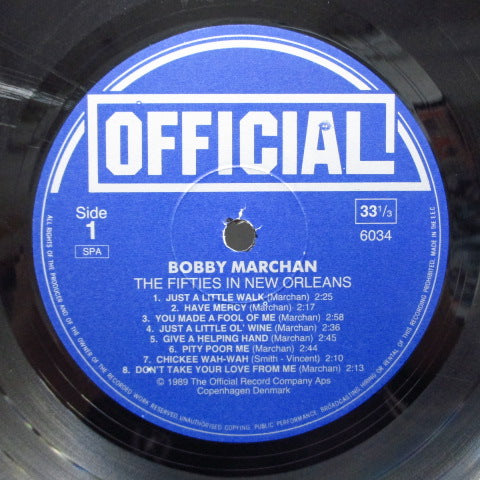 OFFICIAL
Side
1
SPA
33 1/3
6034
BOBBY MARCHAN
THE FIFTIES IN NEW ORLEANS
1. JUST A LITTLE WALK (Marchan) 2:25
2. HAVE MERCY (Marchan) 2:17
3. YOU MADE A FOOL OF ME (Marchan) 2:58
4. JUST A LITTLE OL' WINE (Marchan) 2:36
5. GIVE A HELPING HAND (Marchan) 2:45
6. PITY POOR ME (Marchan) 2:44
7. CHICKEE WAH-WAH (Smith - Vincent) 2:10
8. DON'T TAKE YOUR LOVE FROM ME (Marchan) 2:13
© 1989 The Official Record Company Aps
Copenhagen Denmark
ALL RIGHTS OF THE PRODUCER AND OF THE OWNER OF THE RECORDED WORK RESERVED. UNAUTHORISED COPYING, PUBLIC PERFORMANCE, BROADCASTING, HIRING OR RENTAL OF THIS RECORDING PROHIBITED. MADE IN THE E.E.C.